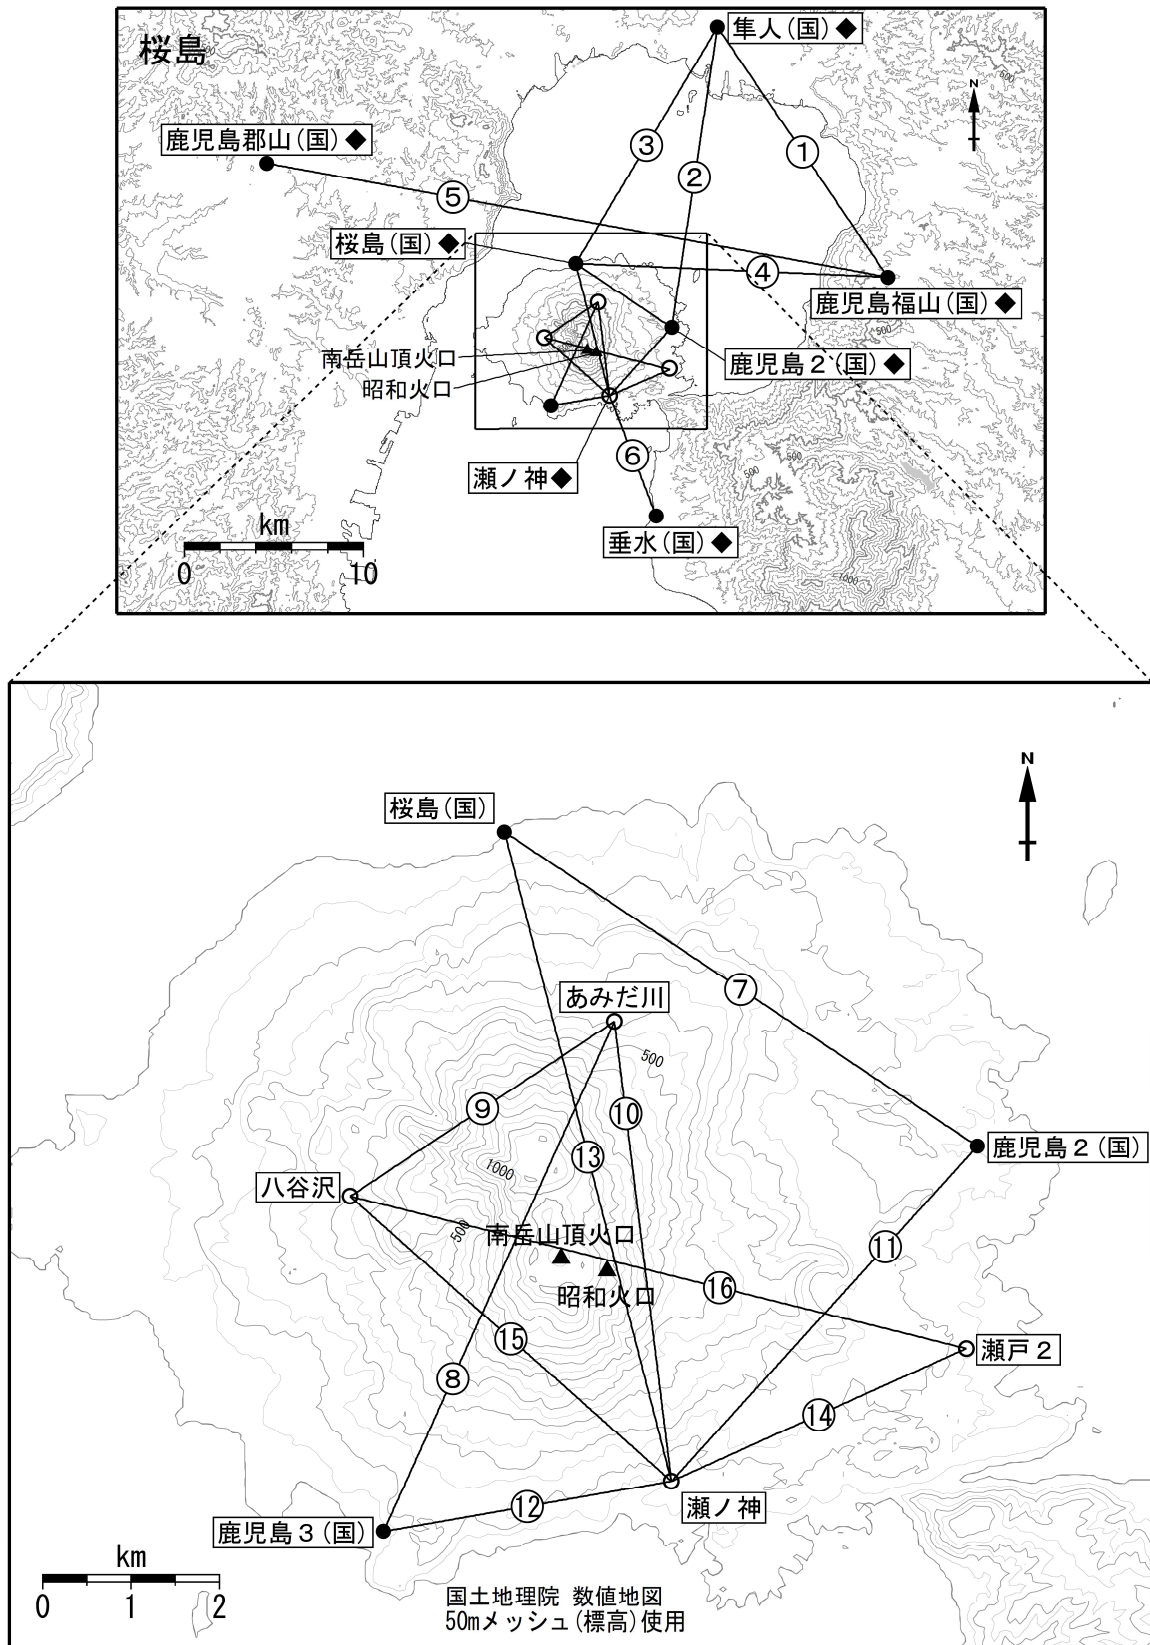 桜島
隼人(国)◆
N
600
鹿児島郡山(国)◆
③
①
②
⑤
桜島(国)◆
④
鹿児島福山(国)◆
500
南岳山頂火口
昭和火口
鹿児島2(国)◆
⑥
瀬ノ神◆
500
500
km
0 10
垂水(国)◆
1000
N
桜島(国)
⑦
あみだ川
500
⑨
⑩
1000
⑬
鹿児島2(国)
八谷沢
500
南岳山頂火口
⑪
昭和火口
⑯
⑮
瀬戸2
⑧
⑭
瀬ノ神
⑫
鹿児島3(国)
km
0 1 2
国土地理院 数値地図
50mメッシュ(標高)使用